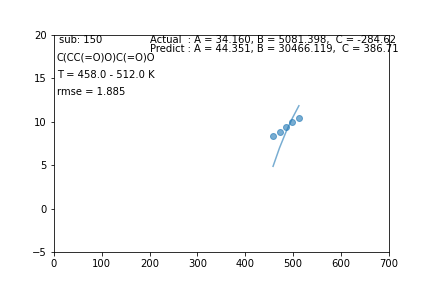 sub: 150
Actual : A = 34.160, B = 5081.398, C = -284.62
Predict : A = 44.351, B = 30466.119, C = 386.71
C(CC(=O)O)C(=O)O
T = 458.0 - 512.0 K
rmse = 1.885
20
15
10
5
0
−5
0 100 200 300 400 500 600 700